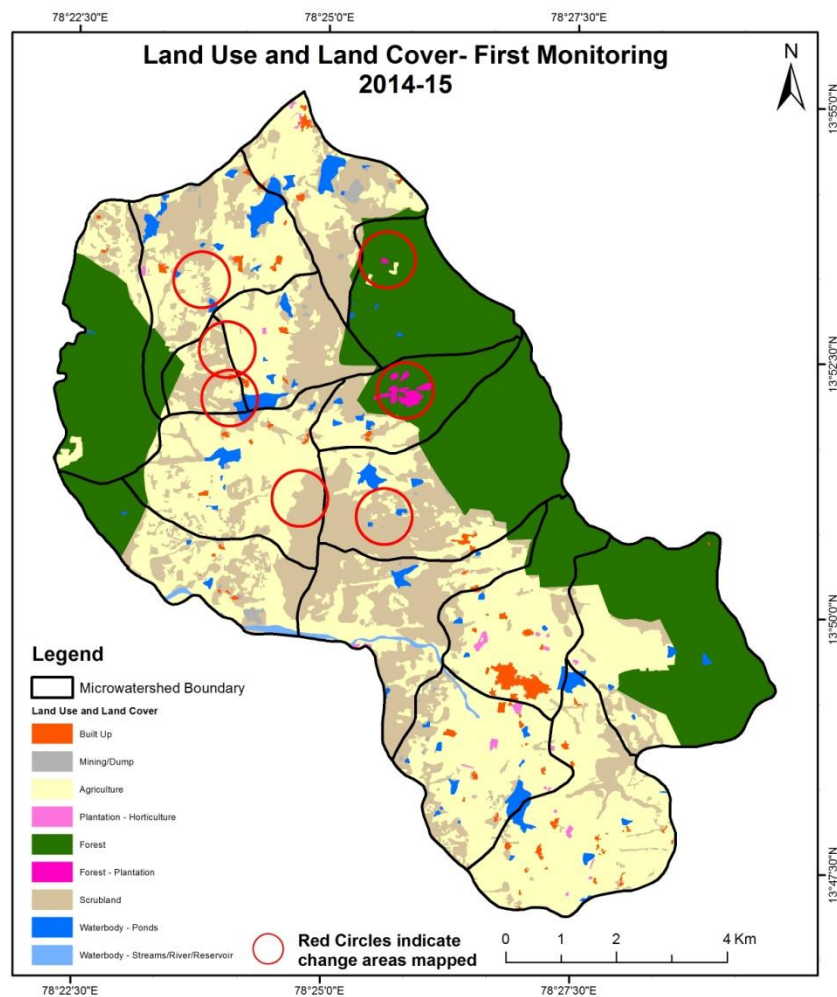 78°22'30"E 78°25'0"E 78°27'30"E
Land Use and Land Cover- First Monitoring
2014-15
N
13°55'0"N
13°52'30"N
13°50'0"N
13°47'30"N
Legend
Microwatershed Boundary
Land Use and Land Cover
Built Up
Mining/Dump
Agriculture
Plantation - Horticulture
Forest
Forest - Plantation
Scrubland
Waterbody - Ponds
Waterbody - Streams/River/Reservoir
Red Circles indicate
change areas mapped
0 1 2 4 Km
78°22'30"E 78°25'0"E 78°27'30"E